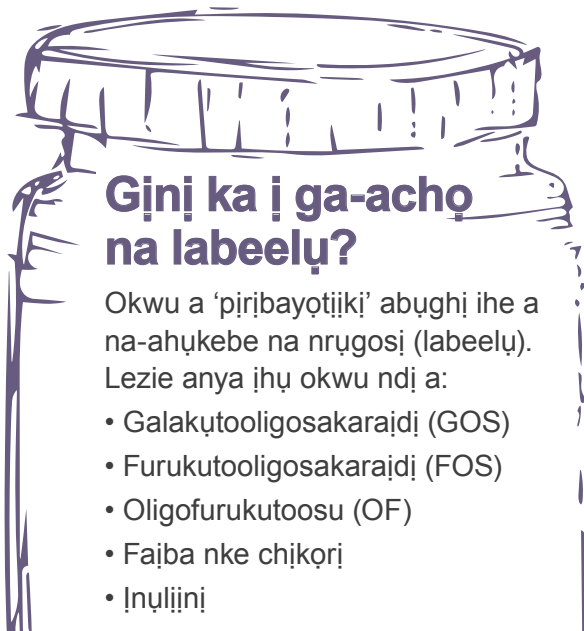 Gịnị ka ị ga-achọ
na labeelụ?
Okwu a ‘pịrịbayọtịịkị’ abụghị ihe a
na-ahụkebe na nrụgosị (labeelụ).
Lezie anya ịhụ okwu ndị a:
• Galakụtooligosakaraịdị (GOS)
• Furukutooligosakaraịdị (FOS)
• Oligofurukutoosu (OF)
• Faịba nke chịkọrị
• Ịnụlịịnị